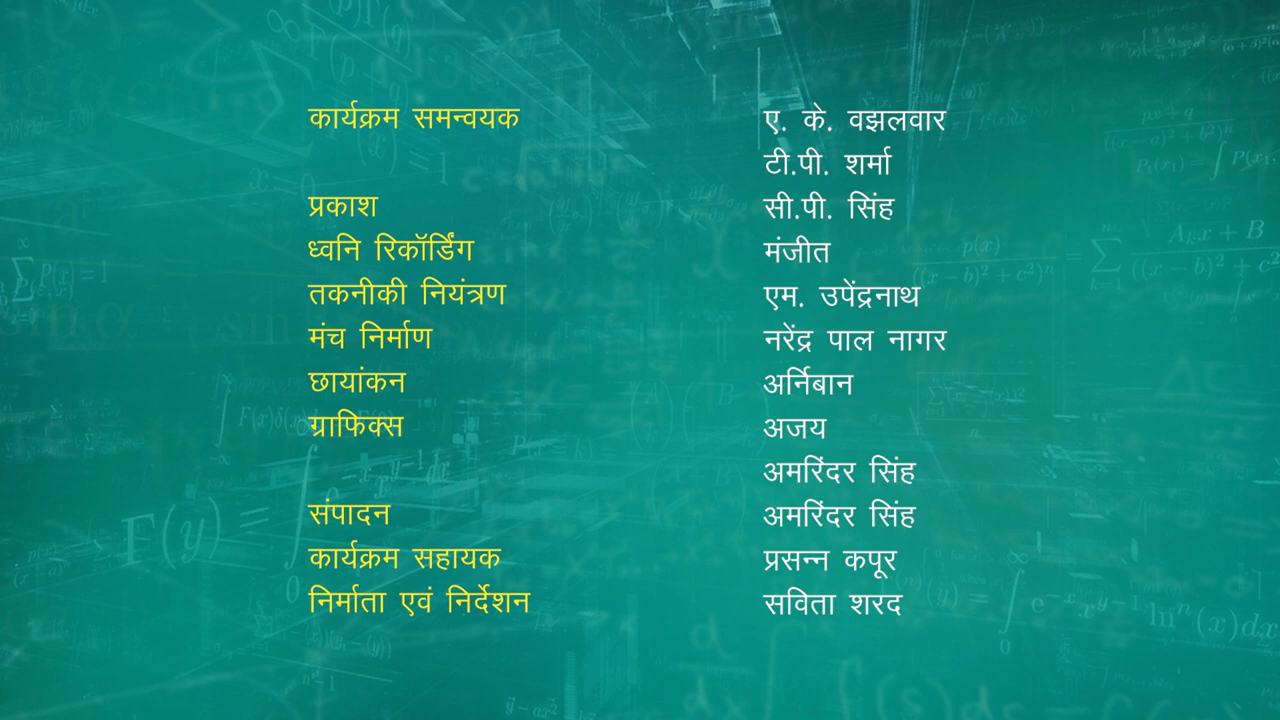 कार्यक्रम समन्वयक ए. के. वझलवार
टी.पी. शर्मा
प्रकाश सी.पी. सिंह
ध्वनि रिकॉर्डिंग मंजीत
तकनीकी नियंत्रण एम. उपेंद्रनाथ
मंच निर्माण नरेंद्र पाल नागर
छायांकन अर्निबान
ग्राफिक्स अजय
अमरिंदर सिंह
संपादन अमरिंदर सिंह
कार्यक्रम सहायक प्रसन्न कपूर
निर्माता एवं निर्देशन सविता शरद